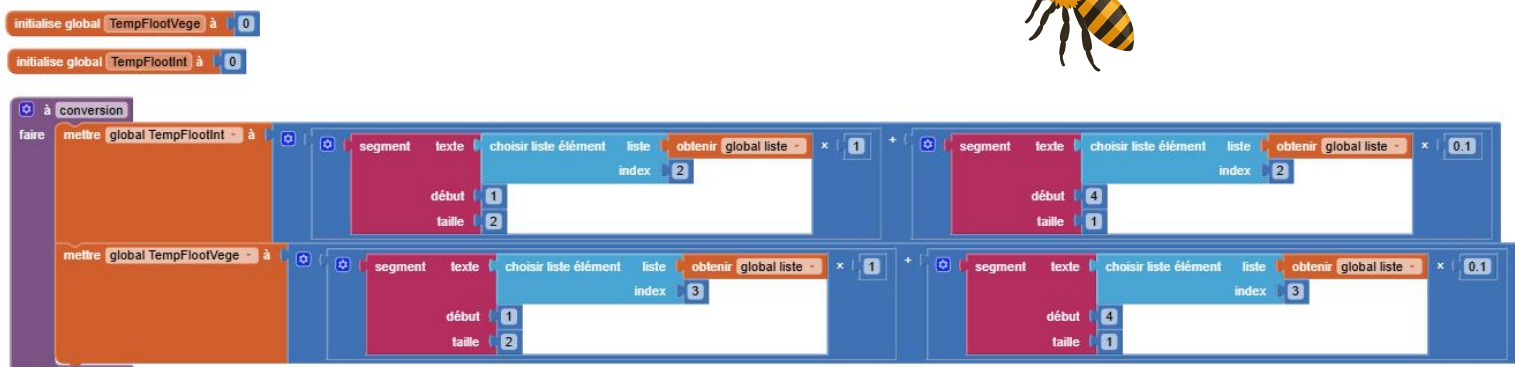 initialise global TempFlootVege à 0
initialise global TempFlootInt à 0
à conversion
faire mettre global TempFlootInt à segment texte choisir liste élément liste obtenir global liste × 1 + segment texte choisir liste élément liste obtenir global liste × 0.1
index 2 index 2
début 1 début 4
taille 2 taille 1
mettre global TempFlootVege à segment texte choisir liste élément liste obtenir global liste × 1 + segment texte choisir liste élément liste obtenir global liste × 0.1
index 3 index 3
début 1 début 4
taille 2 taille 1